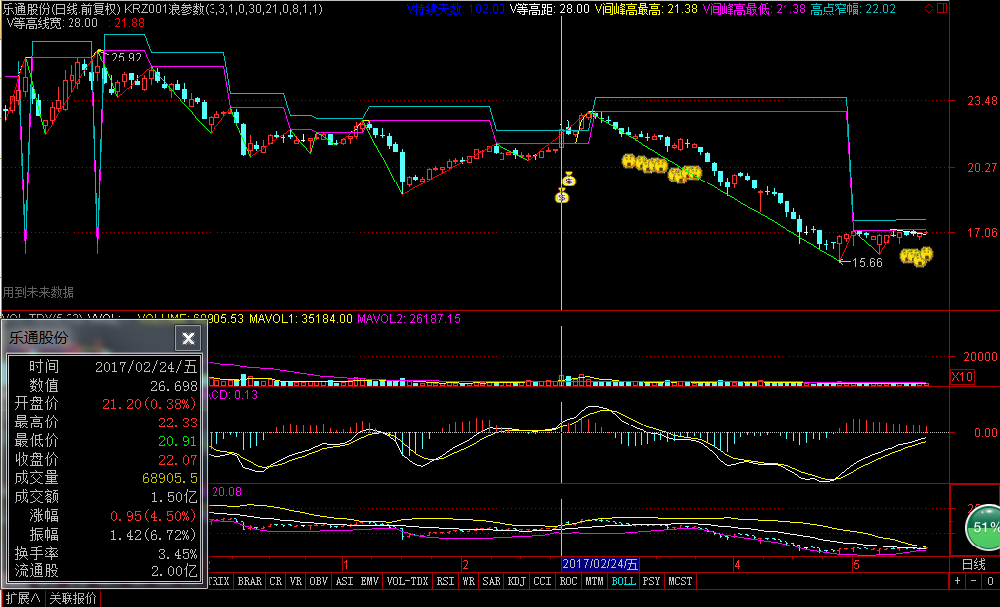 乐通股份(日线.前复权) KRZ001浪参数(3,3,1,0,30,21,0,8,1,1) V持续天数: 102.00 V等高距: 28.00 V间峰高最高: 21.38 V间峰高最低: 21.38 高点窄幅: 22.02
V等高线宽: 28.00 : 21.88
25.92
23.48
20.27
17.06
15.66
用到未来数据
VOLUME: 68905.53 MAVOL1: 35184.00 MAVOL2: 26187.15
乐通股份
时间 2017/02/24/五
数值 26.698
开盘价 21.20(0.38%)
最高价 22.33
最低价 20.91
收盘价 22.07
成交量 68905.5
成交额 1.50亿
涨幅 0.95(4.50%)
振幅 1.42(6.72%)
换手率 3.45%
流通股 2.00亿
20000
X10
ACD: 0.13
0.00
20.08
51%
1 2 2017/02/24/五 4 5 日线
TRIX BRAR CR VR OBV ASI EMV VOL-TDX RSI WR SAR KDJ CCI ROC MTM BOLL PSY MCST + - 0
扩展∧ 关联报价